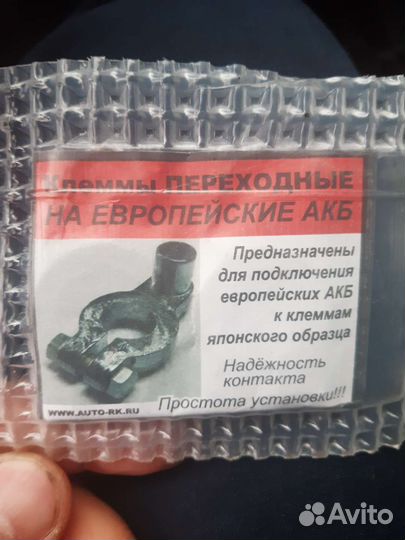 Клеммы ПЕРЕХОДНЫЕ
НА ЕВРОПЕЙСКИЕ АКБ
Предназначены
для подключения
европейских АКБ
к клеммам
японского образца
Надёжность
контакта
Простота установки!!!
WWW.AUTO-RK.RU
Avito